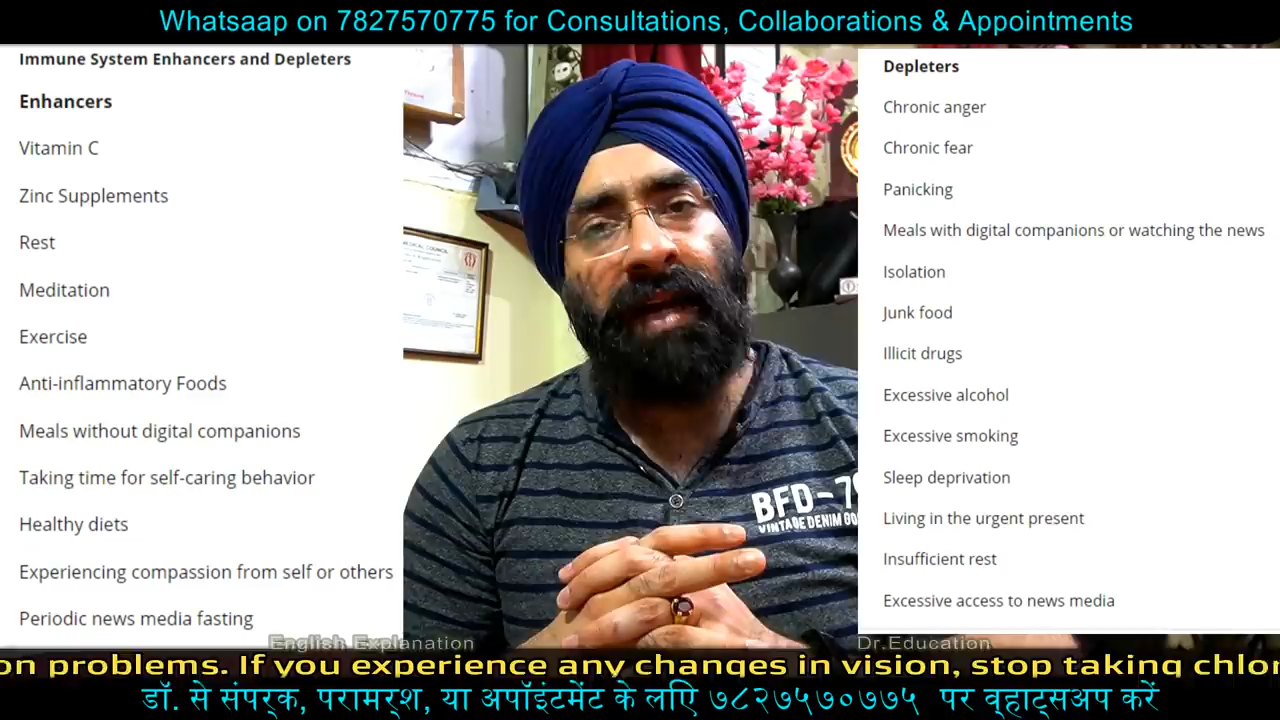 Whatsaap on 7827570775 for Consultations, Collaborations & Appointments
Immune System Enhancers and Depleters
Enhancers
Vitamin C
Zinc Supplements
Rest
Meditation
Exercise
Anti-inflammatory Foods
Meals without digital companions
Taking time for self-caring behavior
Healthy diets
Experiencing compassion from self or others
Periodic news media fasting
MEDICAL COUNCIL
BFD-7
VINTAGE DENIM
Depleters
Chronic anger
Chronic fear
Panicking
Meals with digital companions or watching the news
Isolation
Junk food
Illicit drugs
Excessive alcohol
Excessive smoking
Sleep deprivation
Living in the urgent present
Insufficient rest
Excessive access to news media
English Explanation
Dr.Education
on problems. If you experience any changes in vision, stop taking chlor
डॉ. से संपर्क, परामर्श, या अपॉइंटमेंट के लिए ७८२७५७०७७५ पर व्हाट्सअप करें